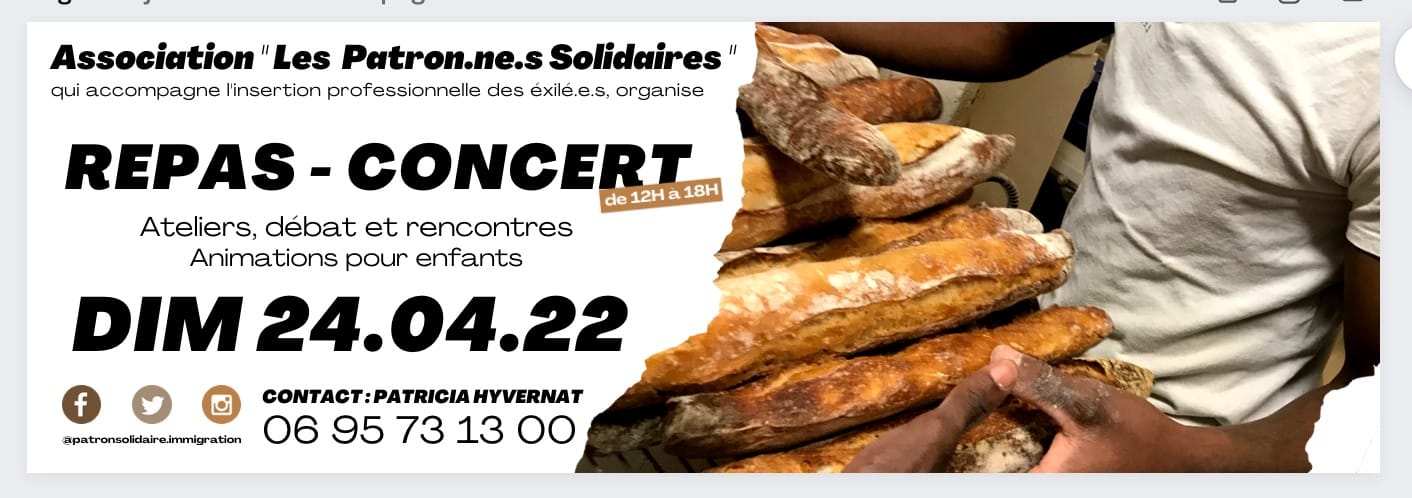 Association " Les Patron.ne.s Solidaires "
qui accompagne l'insertion professionnelle des éxilé.e.s, organise
REPAS - CONCERT
de 12H à 18H
Ateliers, débat et rencontres
Animations pour enfants
DIM 24.04.22
CONTACT : PATRICIA HYVERNAT
06 95 73 13 00
@patronsolidaire.immigration